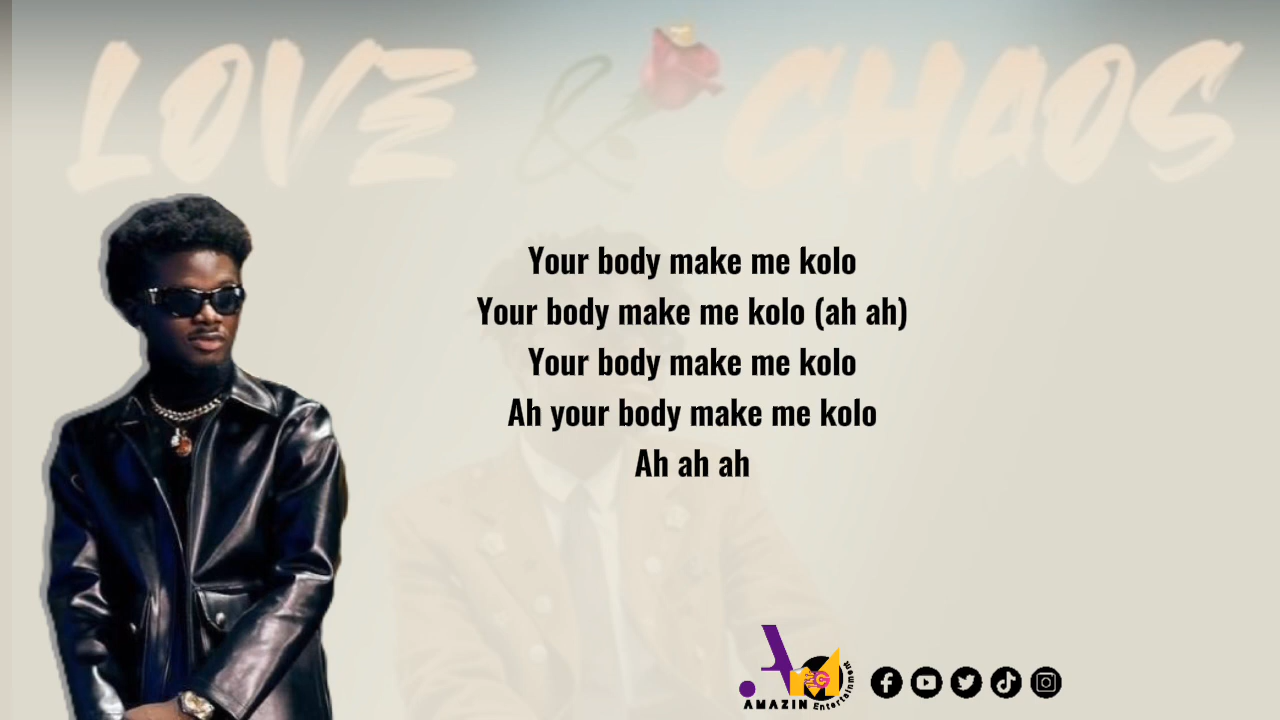 LOVE & CHAOS
Your body make me kolo
Your body make me kolo (ah ah)
Your body make me kolo
Ah your body make me kolo
Ah ah ah
AMAZIN Entertainment